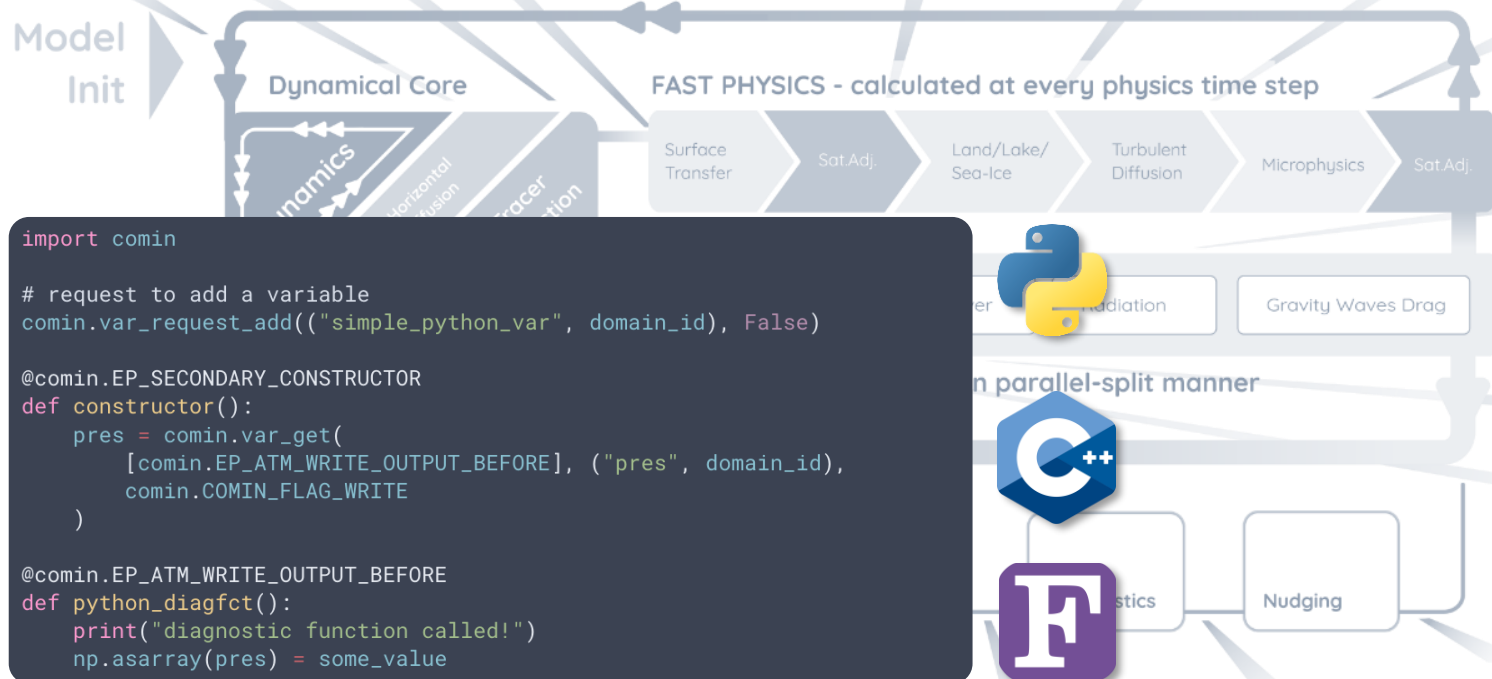 Model
Init
Dynamical Core
FAST PHYSICS - calculated at every physics time step
Surface
Transfer
Sat.Adj.
Land/Lake/
Sea-Ice
Turbulent
Diffusion
Microphysics
Sat.Adj.
Horizontal
import comin
# request to add a variable
comin.var_request_add(("simple_python_var", domain_id), False)
@comin.EP_SECONDARY_CONSTRUCTOR
def constructor():
    pres = comin.var_get(
        [comin.EP_ATM_WRITE_OUTPUT_BEFORE], ("pres", domain_id),
        comin.COMIN_FLAG_WRITE
    )
@comin.EP_ATM_WRITE_OUTPUT_BEFORE
def python_diagfct():
    print("diagnostic function called!")
    np.asarray(pres) = some_value
Gravity Waves Drag
parallel-split manner
C++
F
Nudging